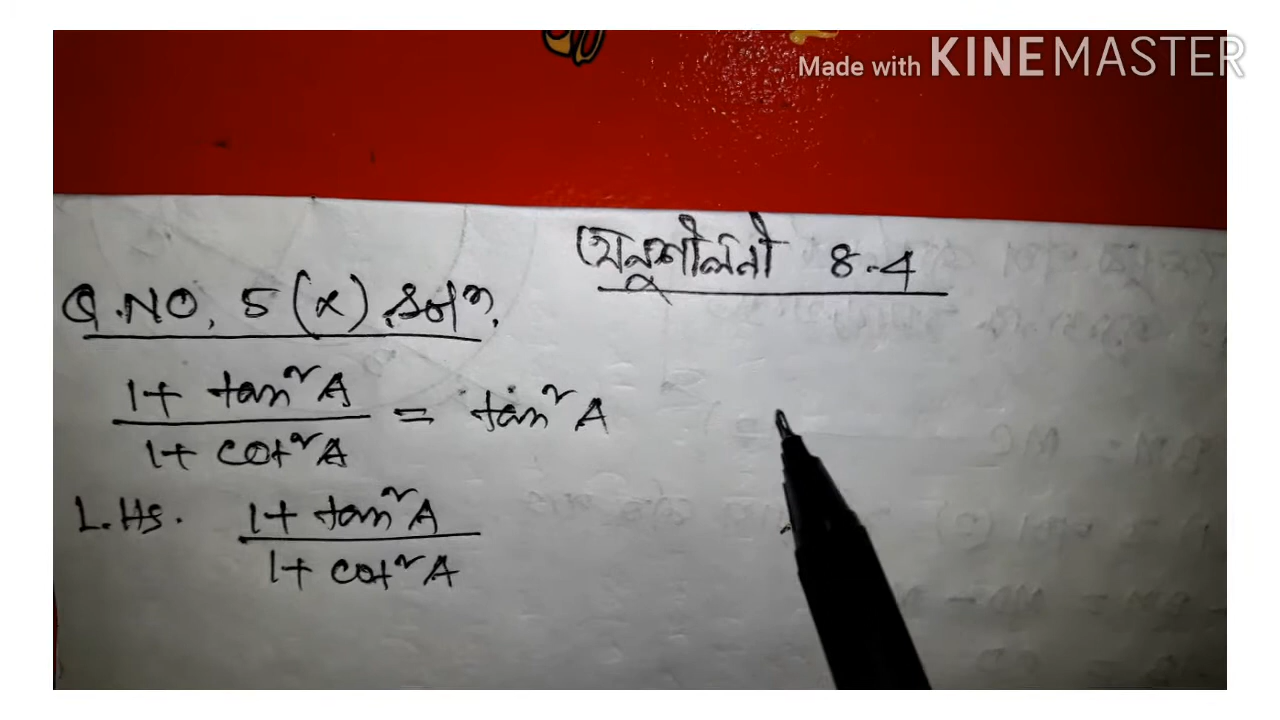 Made with KINEMASTER
অনুশীলনী 8.4
Q.NO. 5 (x) Solⁿ.
1+ tan²A
1+ cot²A
= tan²A
L.Hs. 1+ tan²A
1+ cot²A